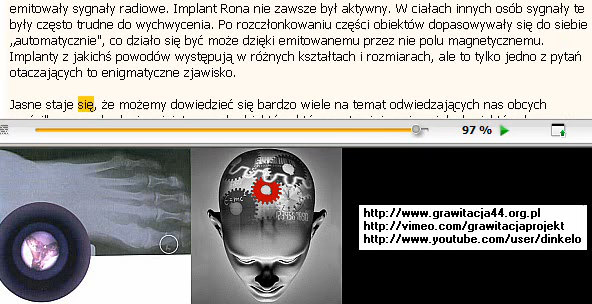 emitowały sygnały radiowe. Implant Rona nie zawsze był aktywny. W ciałach innych osób sygnały te
były często trudne do wychwycenia. Po rozczłonkowaniu części obiektów dopasowywały się do siebie
„automatycznie", co działo się być może dzięki emitowanemu przez nie polu magnetycznemu.
Implanty z jakichś powodów występują w różnych kształtach i rozmiarach, ale to tylko jedno z pytań
otaczających to enigmatyczne zjawisko.
Jasne staje się, że możemy dowiedzieć się bardzo wiele na temat odwiedzających nas obcych
97 %
http://www.grawitacja44.org.pl
http://vimeo.com/grawitacjaprojekt
http://www.youtube.com/user/dinkelo